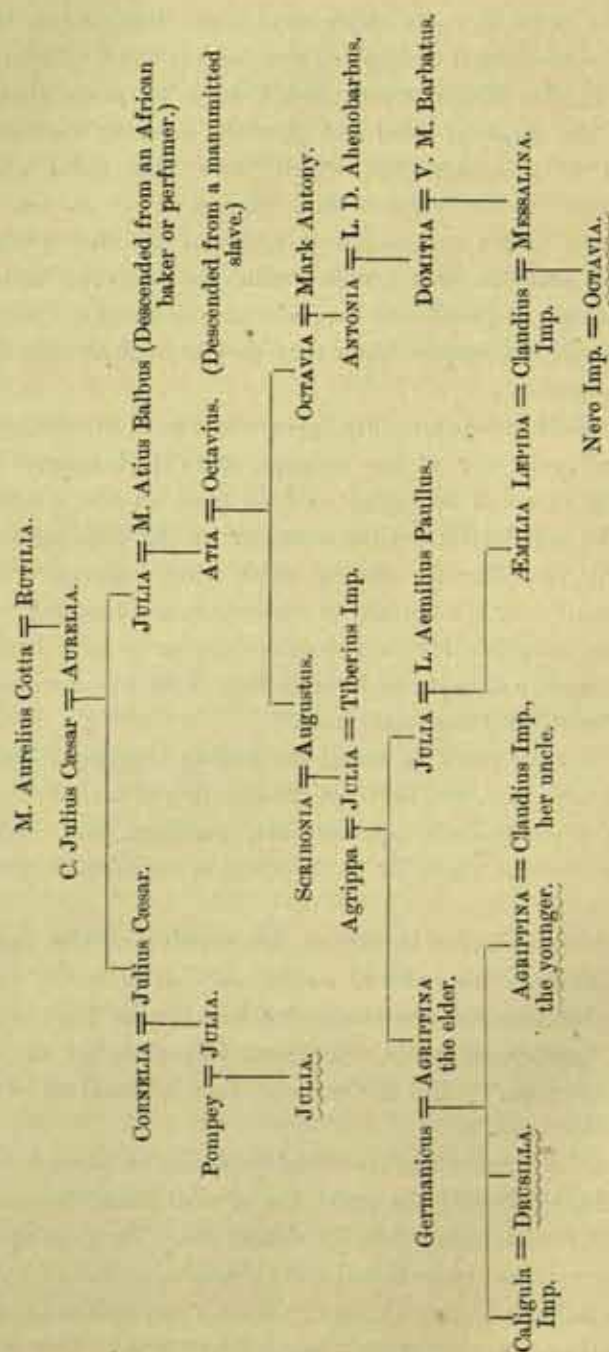 M. Aurelius Cotta = RUTILIA.
C. Julius Cæsar = AURELIA.
CORNELIA = Julius Cæsar.
JULIA = M. Atius Balbus (Descended from an African
baker or perfumer.)
Pompey = JULIA.
ATIA = Octavius. (Descended from a manumitted
slave.)
JULIA.
SCRIBONIA = Augustus.
OCTAVIA = Mark Antony.
Agrippa = JULIA = Tiberius Imp.
ANTONIA = L. D. Ahenobarbus.
Germanicus = AGRIPPINA
the elder.
JULIA = L. Aemilius Paullus.
DOMITIA = V. M. Barbatus.
Caligula = DRUSILLA.
Imp.
AGRIPPINA = Claudius Imp.,
the younger. her uncle.
ÆMILIA LEPIDA = Claudius = MESSALINA.
Imp.
Nero Imp. = OCTAVIA.